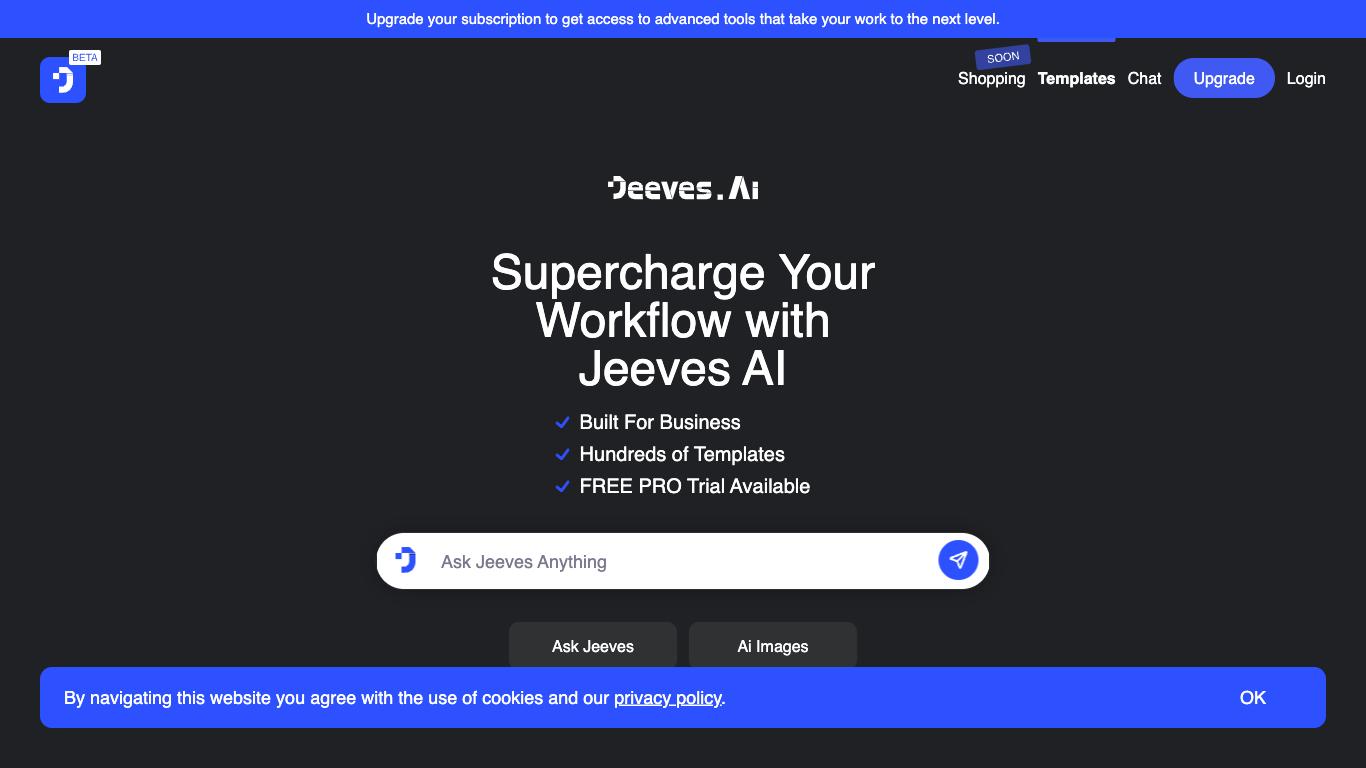 Upgrade your subscription to get access to advanced tools that take your work to the next level.
BETA
SOON
Shopping Templates Chat Upgrade Login
Jeeves.Ai
Supercharge Your
Workflow with
Jeeves AI
Built For Business
Hundreds of Templates
FREE PRO Trial Available
Ask Jeeves Anything
Ask Jeeves Ai Images
By navigating this website you agree with the use of cookies and our privacy policy. OK